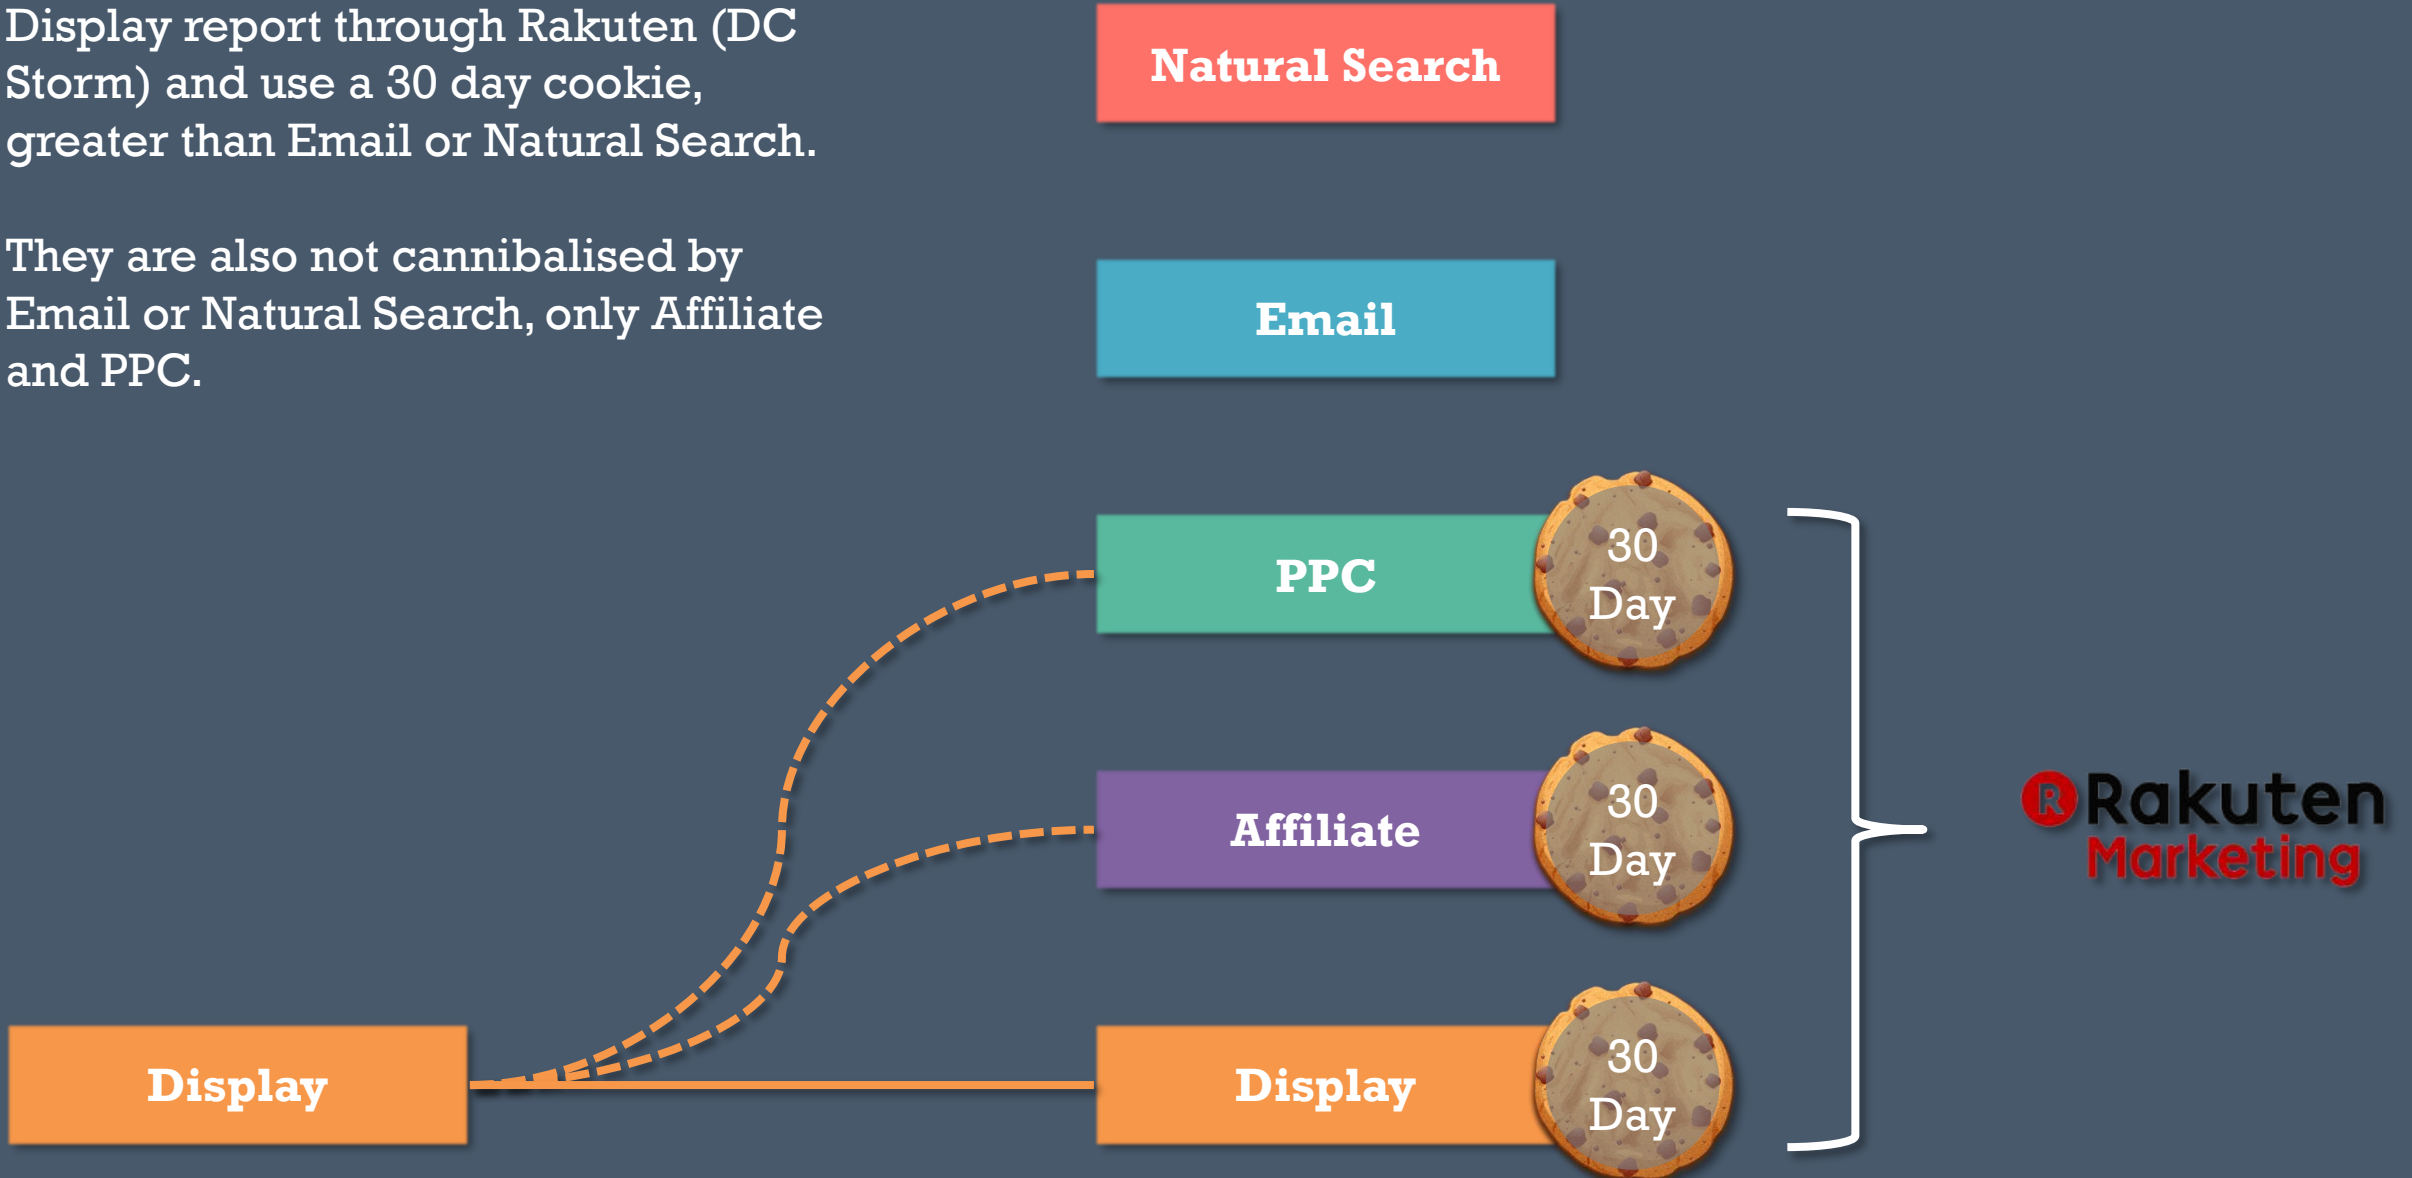 Display report through Rakuten (DC
Storm) and use a 30 day cookie,
greater than Email or Natural Search.
They are also not cannibalised by
Email or Natural Search, only Affiliate
and PPC.
Natural Search
Email
PPC
30
Day
Affiliate
30
Day
R Rakuten
Marketing
Display
Display
30
Day